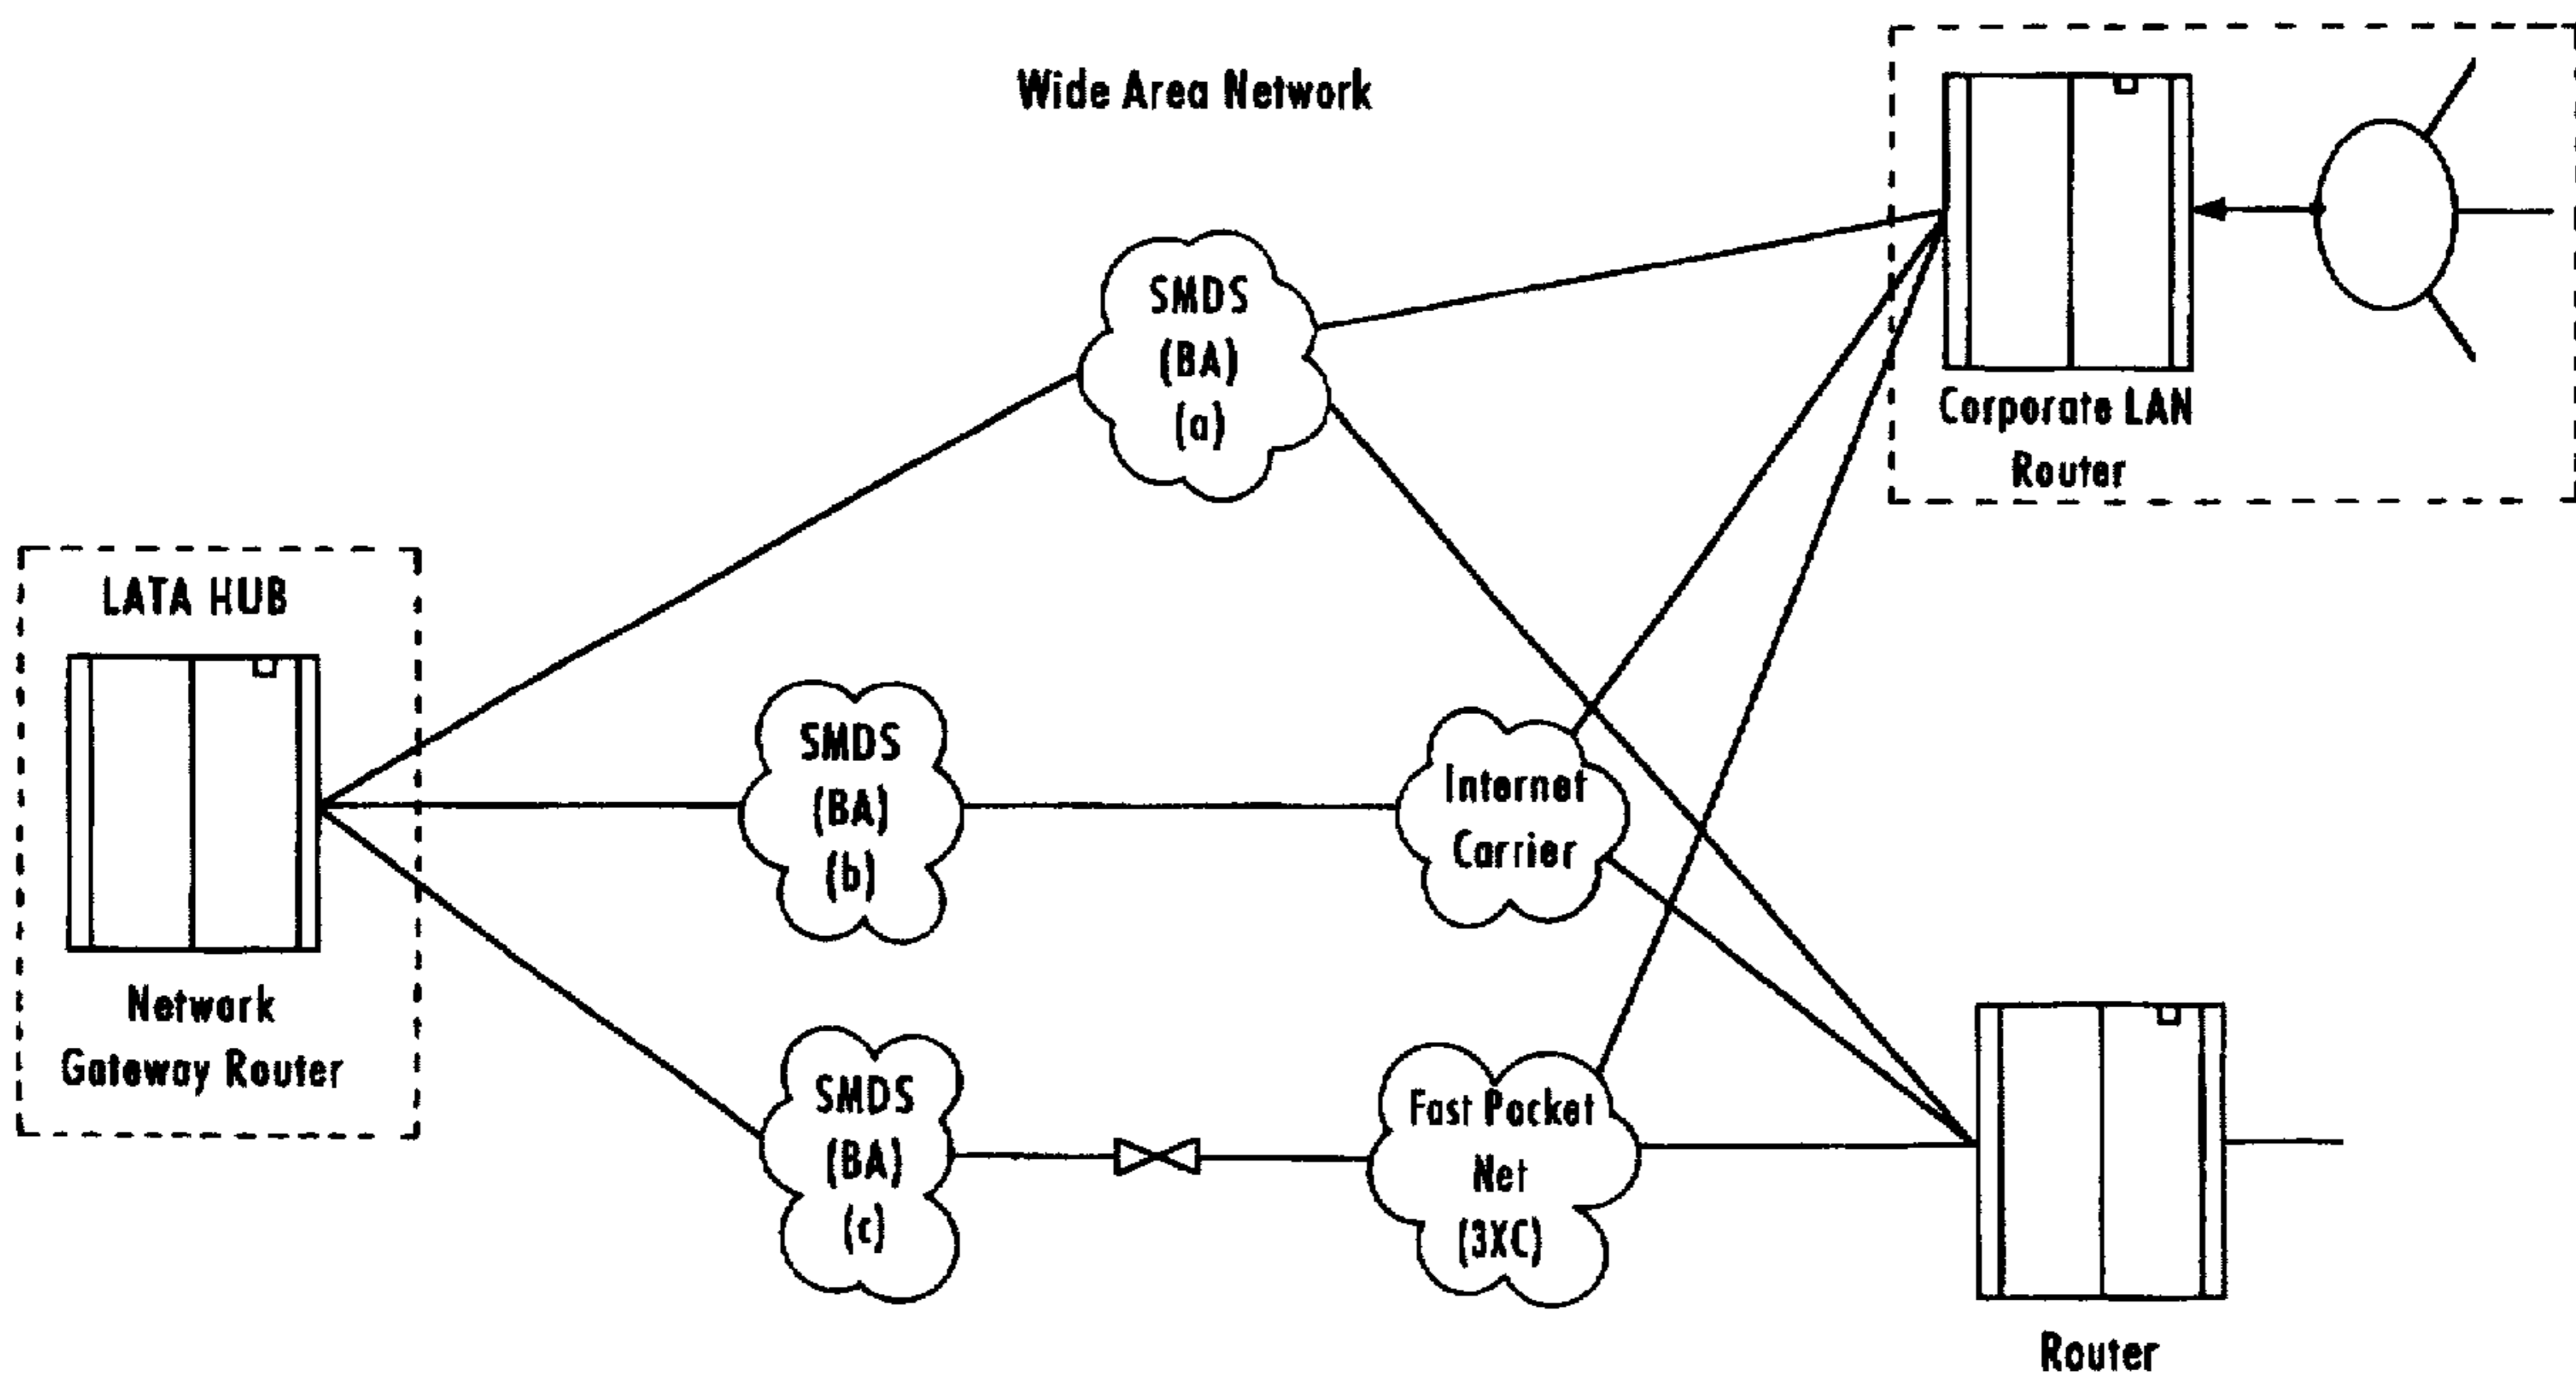 Wide Area Network
SMDS
(BA)
(a)
Corporate LAN
Router
LATA HUB
Network
Gateway Router
SMDS
(BA)
(b)
Internet
Carrier
SMDS
(BA)
(c)
Fast Packet
Net
(3XC)
Router